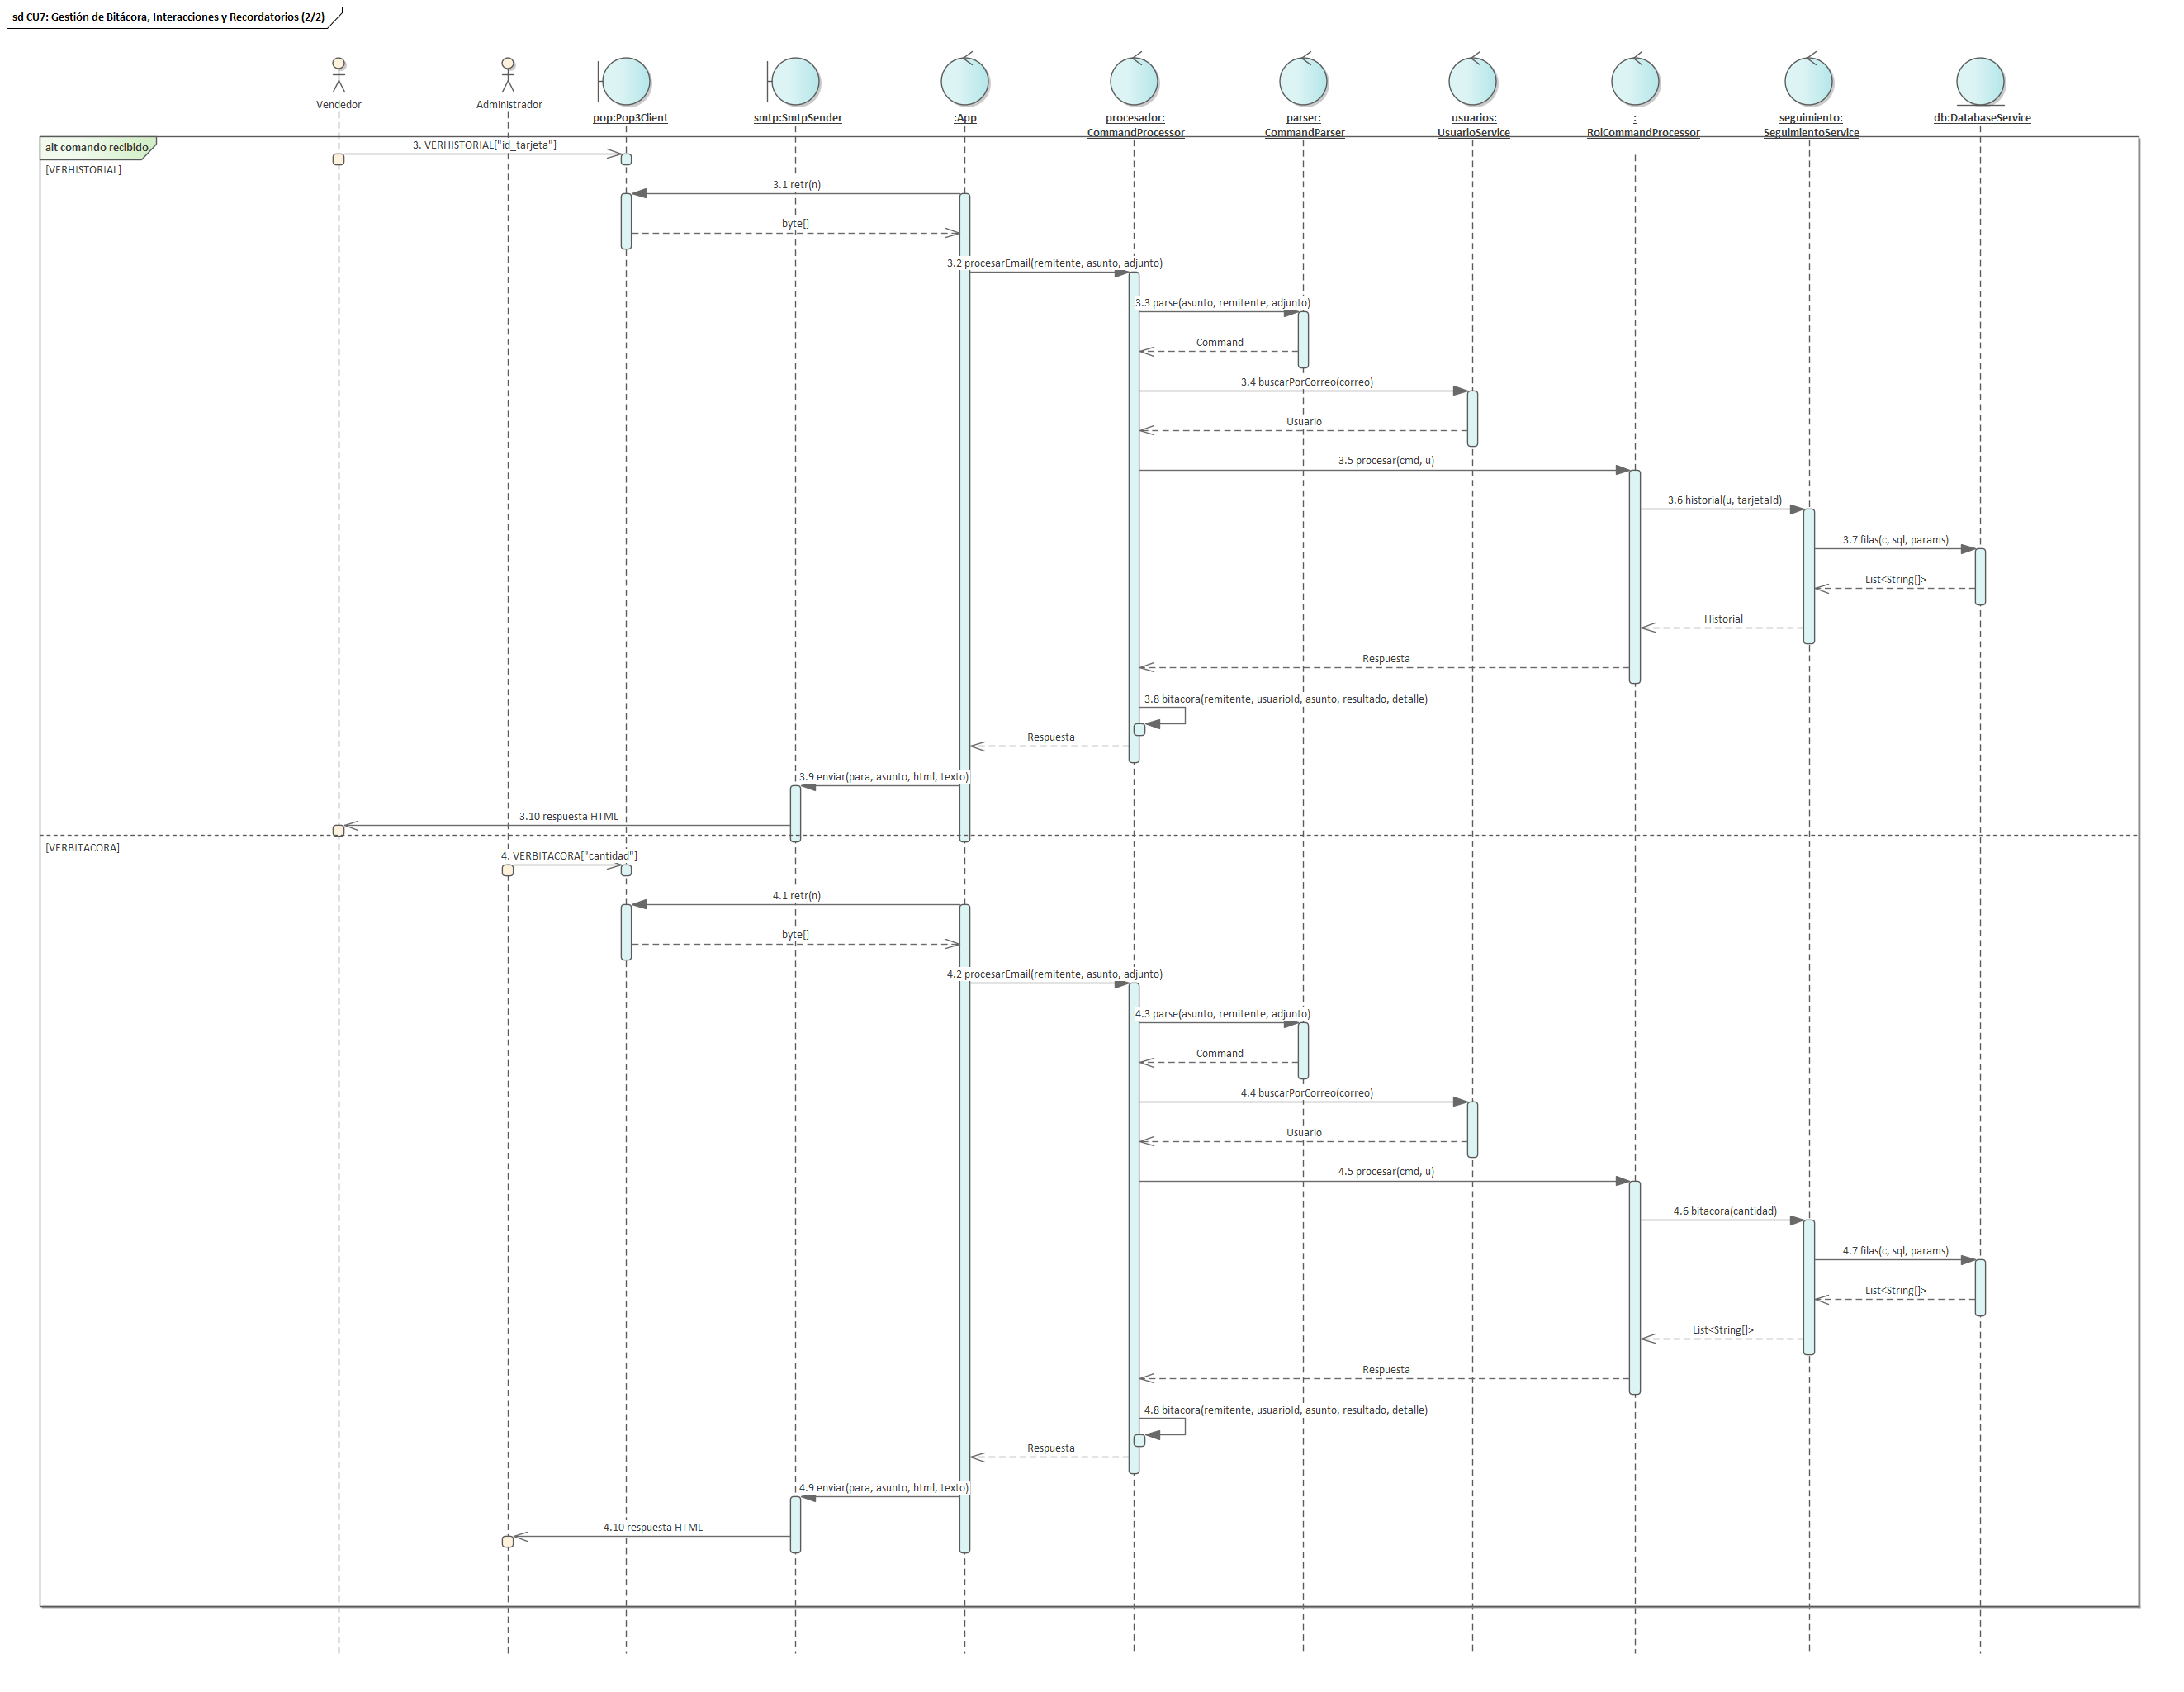 sd CU7: Gestión de Bitácora, Interacciones y Recordatorios (2/2)
Vendedor
Administrador
pop:Pop3Client
smtp:SmtpSender
:App
procesador:
CommandProcessor
parser:
CommandParser
usuarios:
UsuarioService
:
RolCommandProcessor
seguimiento:
SeguimientoService
db:DatabaseService
alt comando recibido
3. VERHISTORIAL["id_tarjeta"]
[VERHISTORIAL]
3.1 retr(n)
byte[]
3.2 procesarEmail(remitente, asunto, adjunto)
3.3 parse(asunto, remitente, adjunto)
Command
3.4 buscarPorCorreo(correo)
Usuario
3.5 procesar(cmd, u)
3.6 historial(u, tarjetaId)
3.7 filas(c, sql, params)
List<String[]>
Historial
Respuesta
3.8 bitacora(remitente, usuarioId, asunto, resultado, detalle)
Respuesta
3.9 enviar(para, asunto, html, texto)
3.10 respuesta HTML
[VERBITACORA]
4. VERBITACORA["cantidad"]
4.1 retr(n)
byte[]
4.2 procesarEmail(remitente, asunto, adjunto)
4.3 parse(asunto, remitente, adjunto)
Command
4.4 buscarPorCorreo(correo)
Usuario
4.5 procesar(cmd, u)
4.6 bitacora(cantidad)
4.7 filas(c, sql, params)
List<String[]>
List<String[]>
Respuesta
4.8 bitacora(remitente, usuarioId, asunto, resultado, detalle)
Respuesta
4.9 enviar(para, asunto, html, texto)
4.10 respuesta HTML